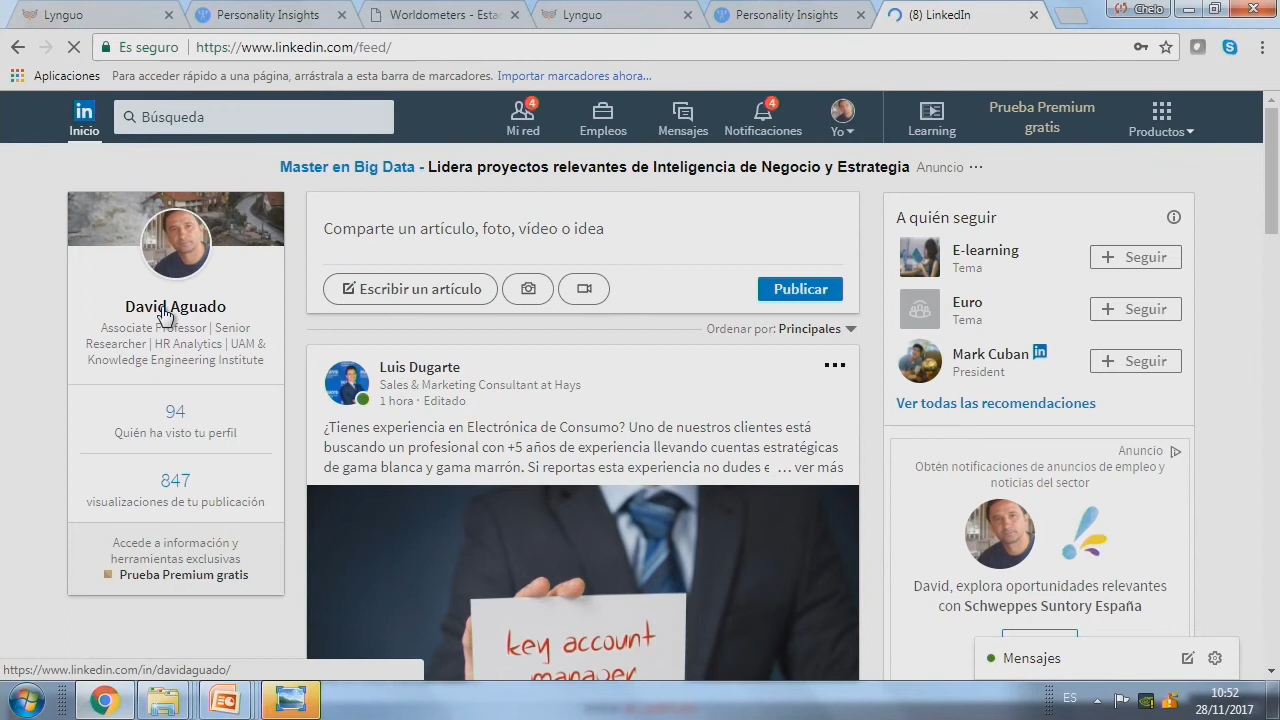 Lynguo
Personality Insights
Worldometers - Esta
Lynguo
Personality Insights
(8) LinkedIn
Chelo
Es seguro
https://www.linkedin.com/feed/
Aplicaciones
Para acceder rápido a una página, arrástrala a esta barra de marcadores. Importar marcadores ahora...
in
Inicio
Búsqueda
4
Mi red
Empleos
Mensajes
4
Notificaciones
Yo
Learning
Prueba Premium
gratis
Productos
Master en Big Data - Lidera proyectos relevantes de Inteligencia de Negocio y Estrategia Anuncio ...
David Aguado
Associate Professor | Senior
Researcher | HR Analytics | UAM &
Knowledge Engineering Institute
94
Quién ha visto tu perfil
847
visualizaciones de tu publicación
Accede a información y
herramientas exclusivas
Prueba Premium gratis
Comparte un artículo, foto, vídeo o idea
Escribir un artículo
Publicar
Ordenar por: Principales
Luis Dugarte
Sales & Marketing Consultant at Hays
1 hora · Editado
¿Tienes experiencia en Electrónica de Consumo? Uno de nuestros clientes está
buscando un profesional con +5 años de experiencia llevando cuentas estratégicas
de gama blanca y gama marrón. Si reportas esta experiencia no dudes e ... ver más
key account
manager
A quién seguir
E-learning
Tema
Seguir
Euro
Tema
Seguir
Mark Cuban in
President
Seguir
Ver todas las recomendaciones
Anuncio
Obtén notificaciones de anuncios de empleo y
noticias del sector
David, explora oportunidades relevantes
con Schweppes Suntory España
Mensajes
https://www.linkedin.com/in/davidaguado/
ES
10:52
28/11/2017